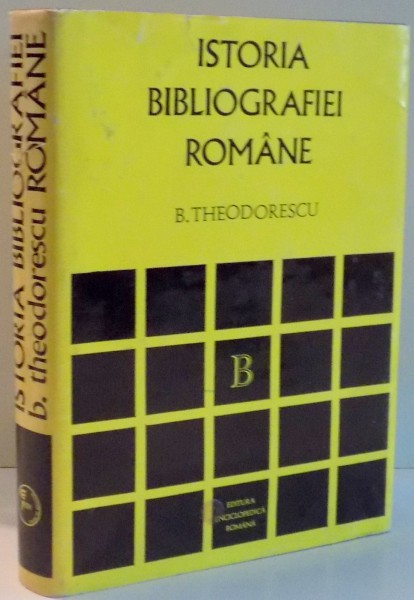 ISTORIA
BIBLIOGRAFIEI
ROMÂNE
B. THEODORESCU
B
EDITURA
ENCICLOPEDICĂ
ROMÂNĂ
ISTORIA BIBLIOGRAFIEI
b. theodorescu ROMÂNE